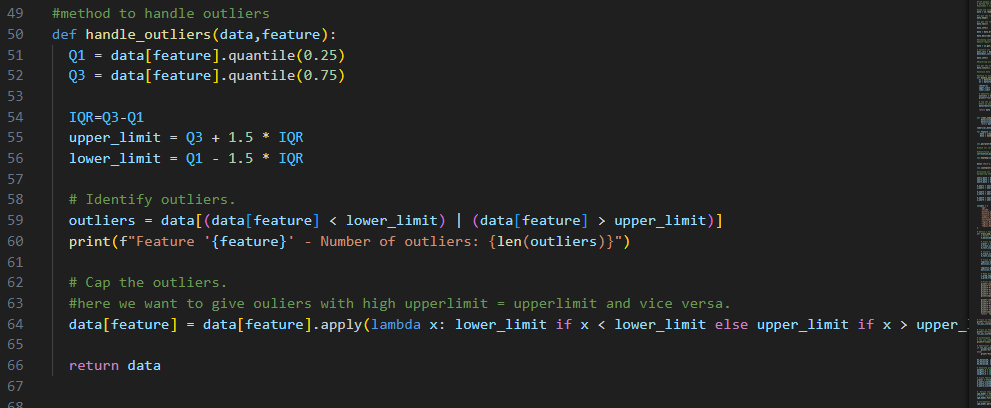 49 #method to handle outliers
50 def handle_outliers(data,feature):
51 Q1 = data[feature].quantile(0.25)
52 Q3 = data[feature].quantile(0.75)
53
54 IQR=Q3-Q1
55 upper_limit = Q3 + 1.5 * IQR
56 lower_limit = Q1 - 1.5 * IQR
57
58 # Identify outliers.
59 outliers = data[(data[feature] < lower_limit) | (data[feature] > upper_limit)]
60 print(f"Feature '{feature}' - Number of outliers: {len(outliers)}")
61
62 # Cap the outliers.
63 #here we want to give ouliers with high upperlimit = upperlimit and vice versa.
64 data[feature] = data[feature].apply(lambda x: lower_limit if x < lower_limit else upper_limit if x > upper_
65
66 return data
67
68